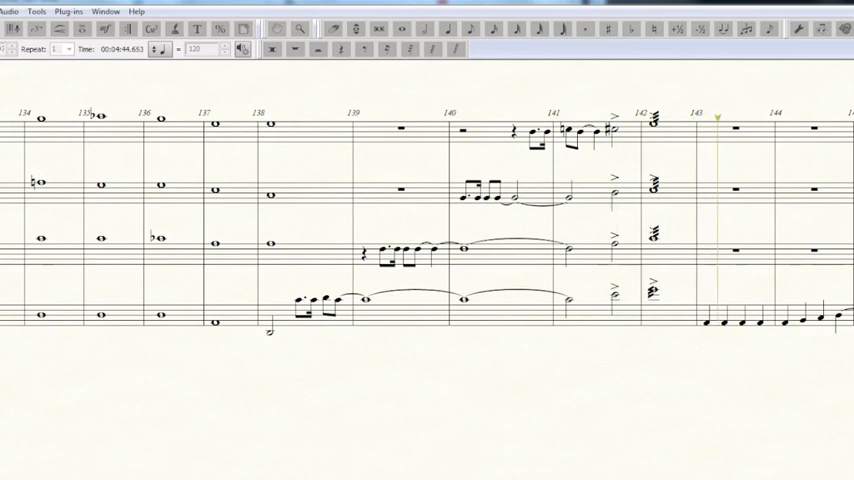 Audio Tools Plug-ins Window Help
Repeat: 1 Time: 00:04:44.653 = 120
134 135 136 137 138 139 140 141 142 143 144